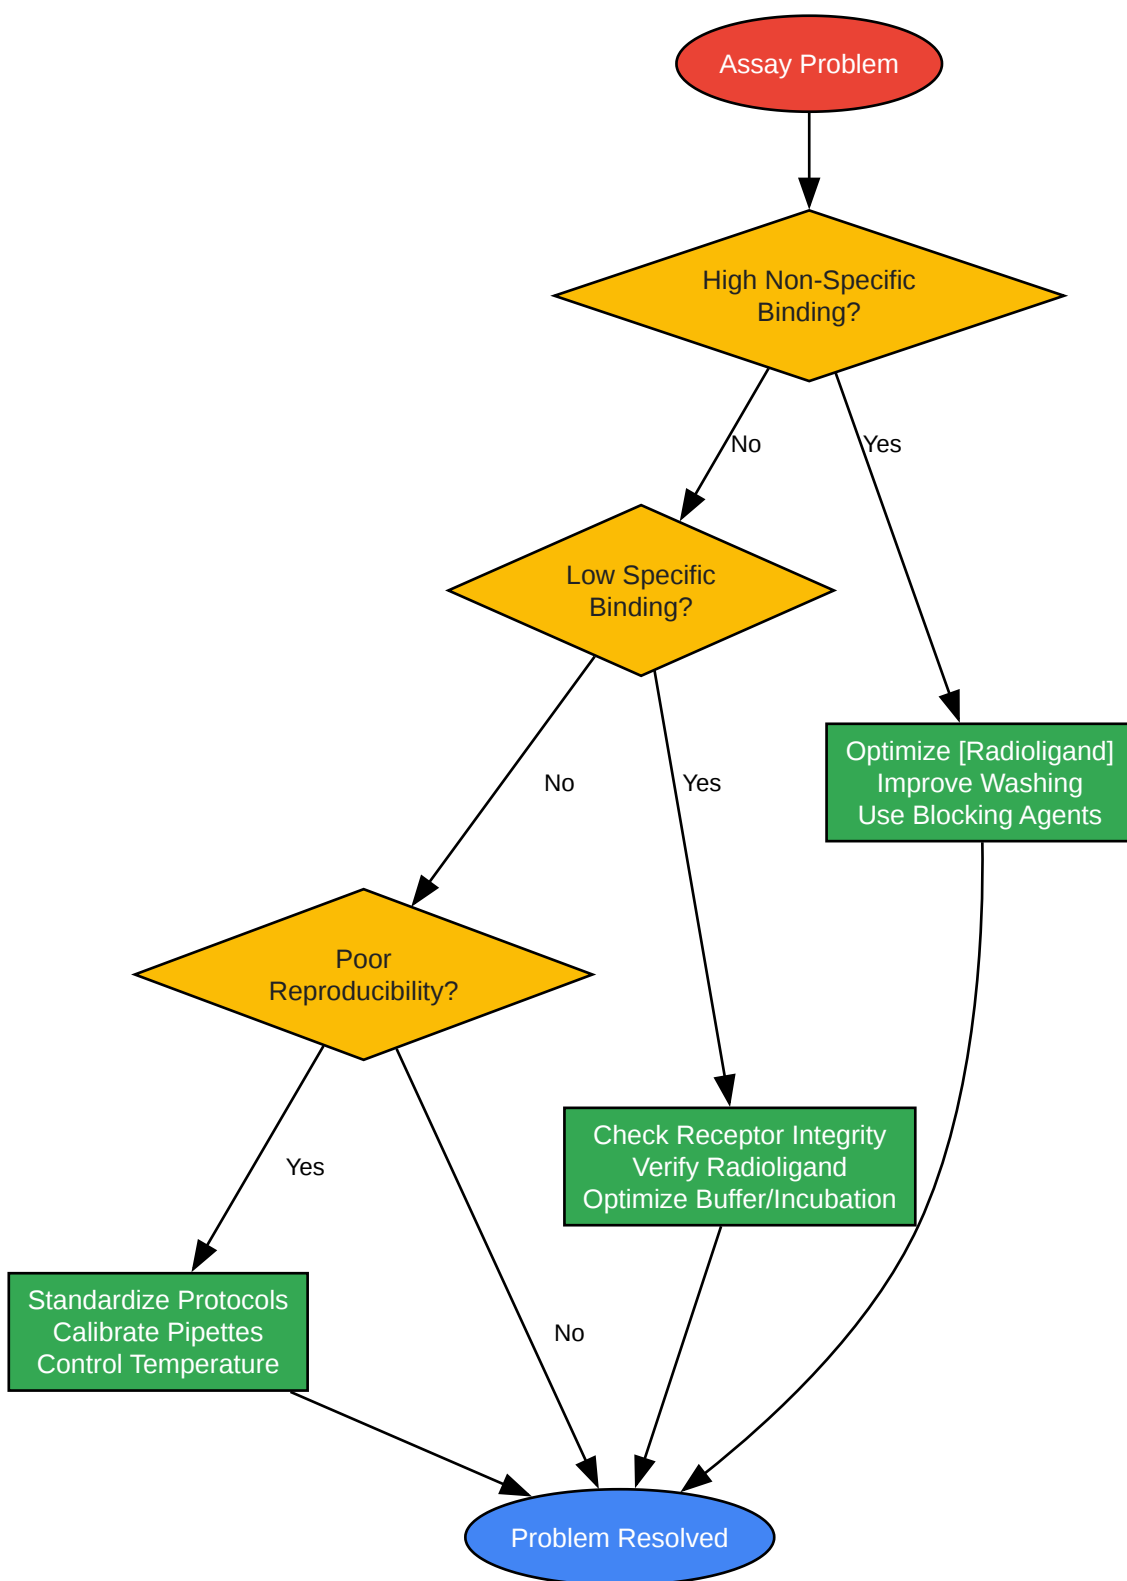 Assay Problem
High Non-Specific
Binding?
No
Yes
Low Specific
Binding?
No
Yes
Optimize [Radioligand]
Improve Washing
Use Blocking Agents
Poor
Reproducibility?
Yes
No
Check Receptor Integrity
Verify Radioligand
Optimize Buffer/Incubation
Standardize Protocols
Calibrate Pipettes
Control Temperature
Problem Resolved